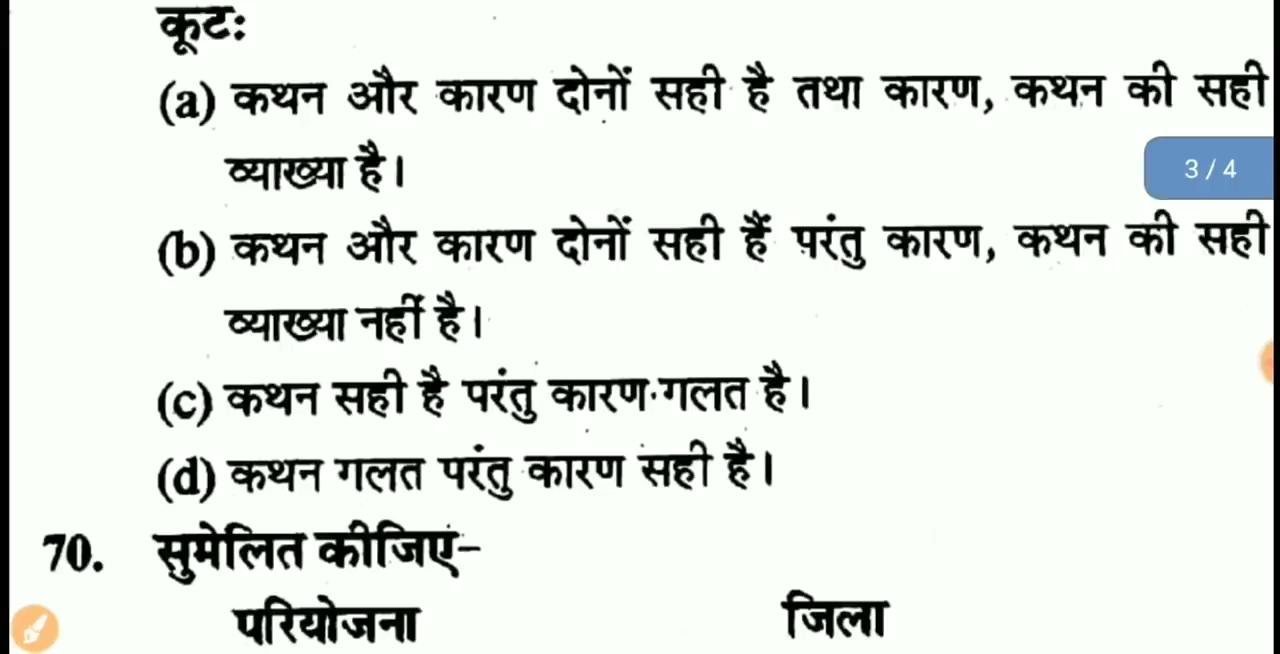 कूटः
(a) कथन और कारण दोनों सही है तथा कारण, कथन की सही
व्याख्या है।
3 / 4
(b) कथन और कारण दोनों सही हैं परंतु कारण, कथन की सही
व्याख्या नहीं है।
(c) कथन सही है परंतु कारण गलत है।
(d) कथन गलत परंतु कारण सही है।
70. सुमेलित कीजिए-
परियोजना जिला